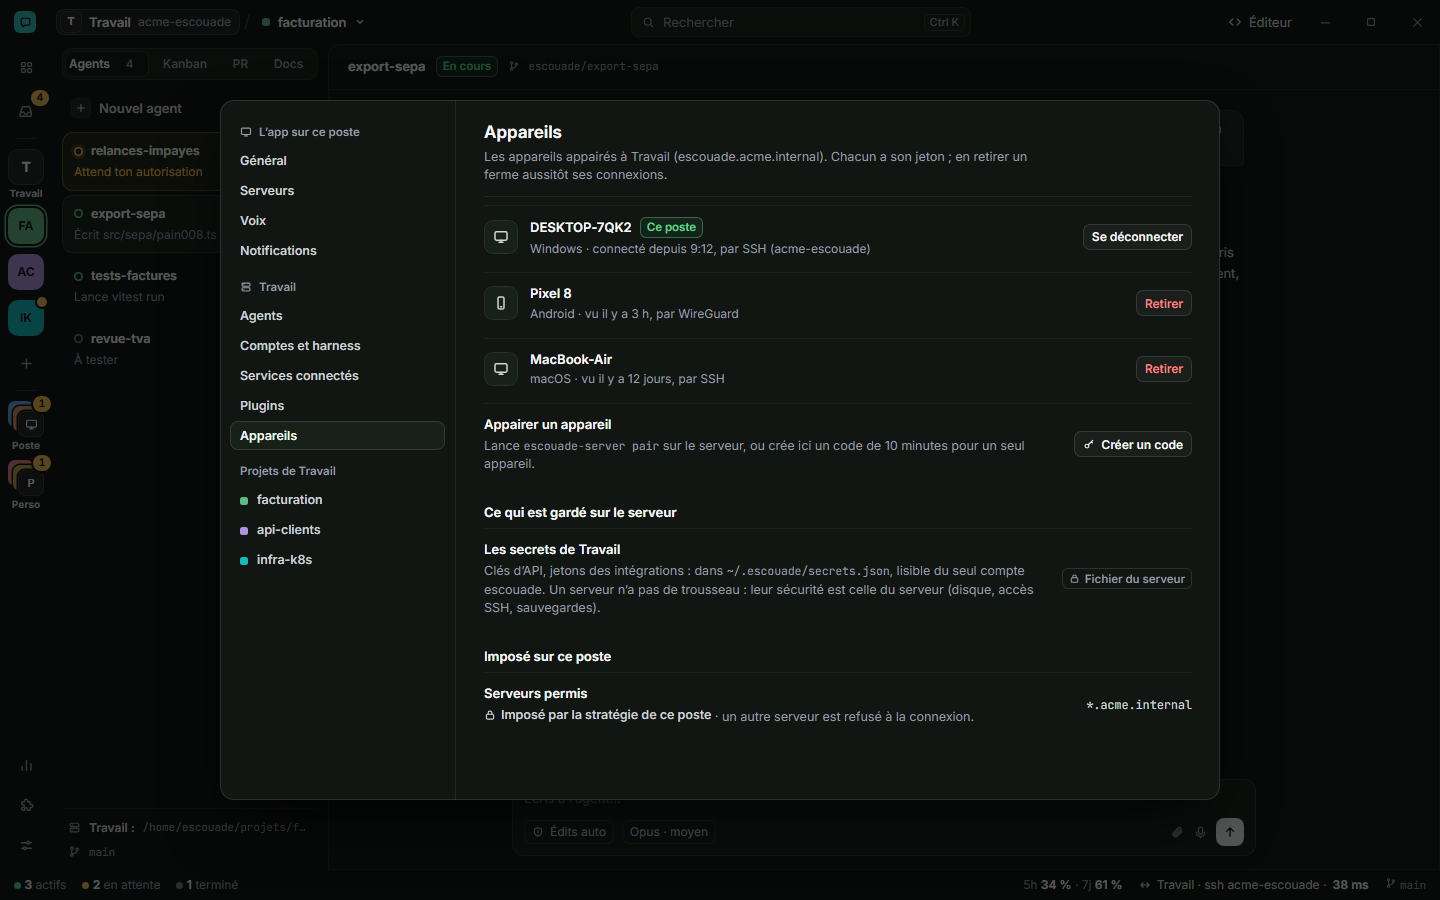 T Travail acme-escouade / facturation
Rechercher Ctrl K
Éditeur
Agents 4 Kanban PR Docs
export-sepa En cours escouade/export-sepa
4
Nouvel agent
relances-impayes
Attend ton autorisation
export-sepa
Écrit src/sepa/pain008.ts
tests-factures
Lance vitest run
revue-tva
À tester
T
Travail
FA
AC
IK
1
Poste
1
P
Perso
L'app sur ce poste
Général
Serveurs
Voix
Notifications
Travail
Agents
Comptes et harness
Services connectés
Plugins
Appareils
Projets de Travail
facturation
api-clients
infra-k8s
Appareils
Les appareils appairés à Travail (escouade.acme.internal). Chacun a son jeton ; en retirer un
ferme aussitôt ses connexions.
DESKTOP-7QK2 Ce poste
Windows · connecté depuis 9:12, par SSH (acme-escouade)
Se déconnecter
Pixel 8
Android · vu il y a 3 h, par WireGuard
Retirer
MacBook-Air
macOS · vu il y a 12 jours, par SSH
Retirer
Appairer un appareil
Lance escouade-server pair sur le serveur, ou crée ici un code de 10 minutes pour un seul
appareil.
Créer un code
Ce qui est gardé sur le serveur
Les secrets de Travail
Clés d'API, jetons des intégrations : dans ~/.escouade/secrets.json, lisible du seul compte
escouade. Un serveur n'a pas de trousseau : leur sécurité est celle du serveur (disque, accès
SSH, sauvegardes).
Fichier du serveur
Imposé sur ce poste
Serveurs permis
Imposé par la stratégie de ce poste · un autre serveur est refusé à la connexion.
*.acme.internal
ris
ent,
Édits auto Opus · moyen
Travail : /home/escouade/projets/f…
main
3 actifs 2 en attente 1 terminé
5h 34 % · 7j 61 % Travail · ssh acme-escouade · 38 ms main